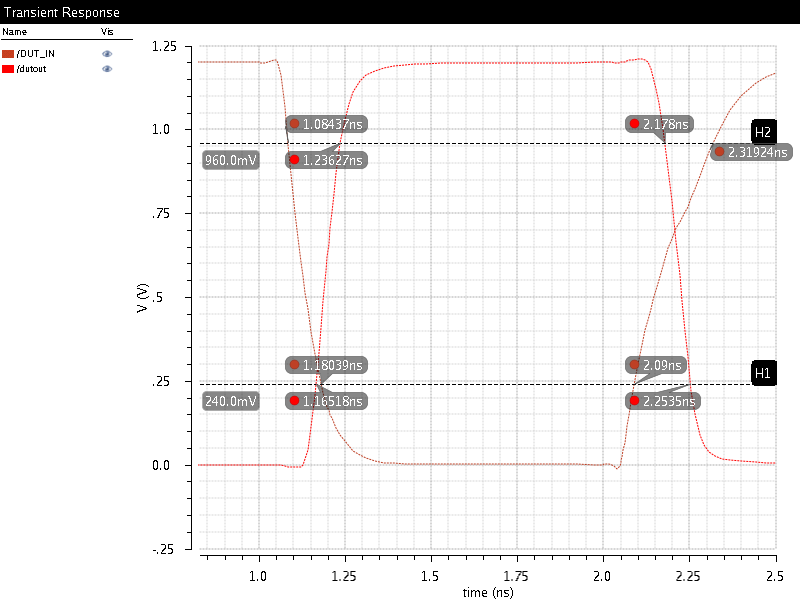 Transient Response
Name Vis
/DUT_IN
/dutout
1.25
1.0
.75
.5
.25
0.0
-.25
V (V)
1.08437ns
2.178ns
H2
960.0mV
1.23627ns
2.31924ns
1.18039ns
2.09ns
H1
240.0mV
1.16518ns
2.2535ns
1.0 1.25 1.5 1.75 2.0 2.25 2.5
time (ns)